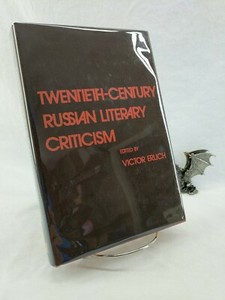 TWENTIETH-CENTURY
RUSSIAN LITERARY
CRITICISM
EDITED BY
VICTOR ERLICH